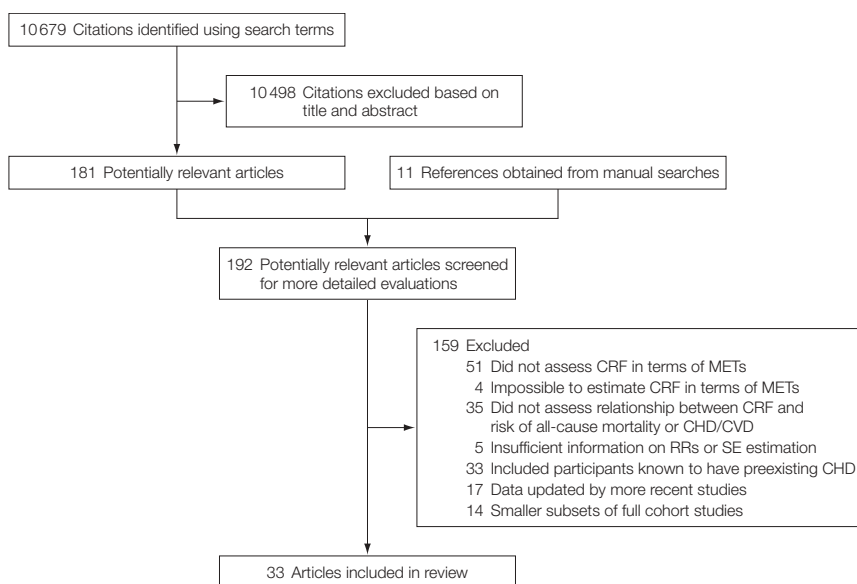 10 679 Citations identified using search terms
10 498 Citations excluded based on
title and abstract
181 Potentially relevant articles
11 References obtained from manual searches
192 Potentially relevant articles screened
for more detailed evaluations
159 Excluded
51 Did not assess CRF in terms of METs
4 Impossible to estimate CRF in terms of METs
35 Did not assess relationship between CRF and
risk of all-cause mortality or CHD/CVD
5 Insufficient information on RRs or SE estimation
33 Included participants known to have preexisting CHD
17 Data updated by more recent studies
14 Smaller subsets of full cohort studies
33 Articles included in review